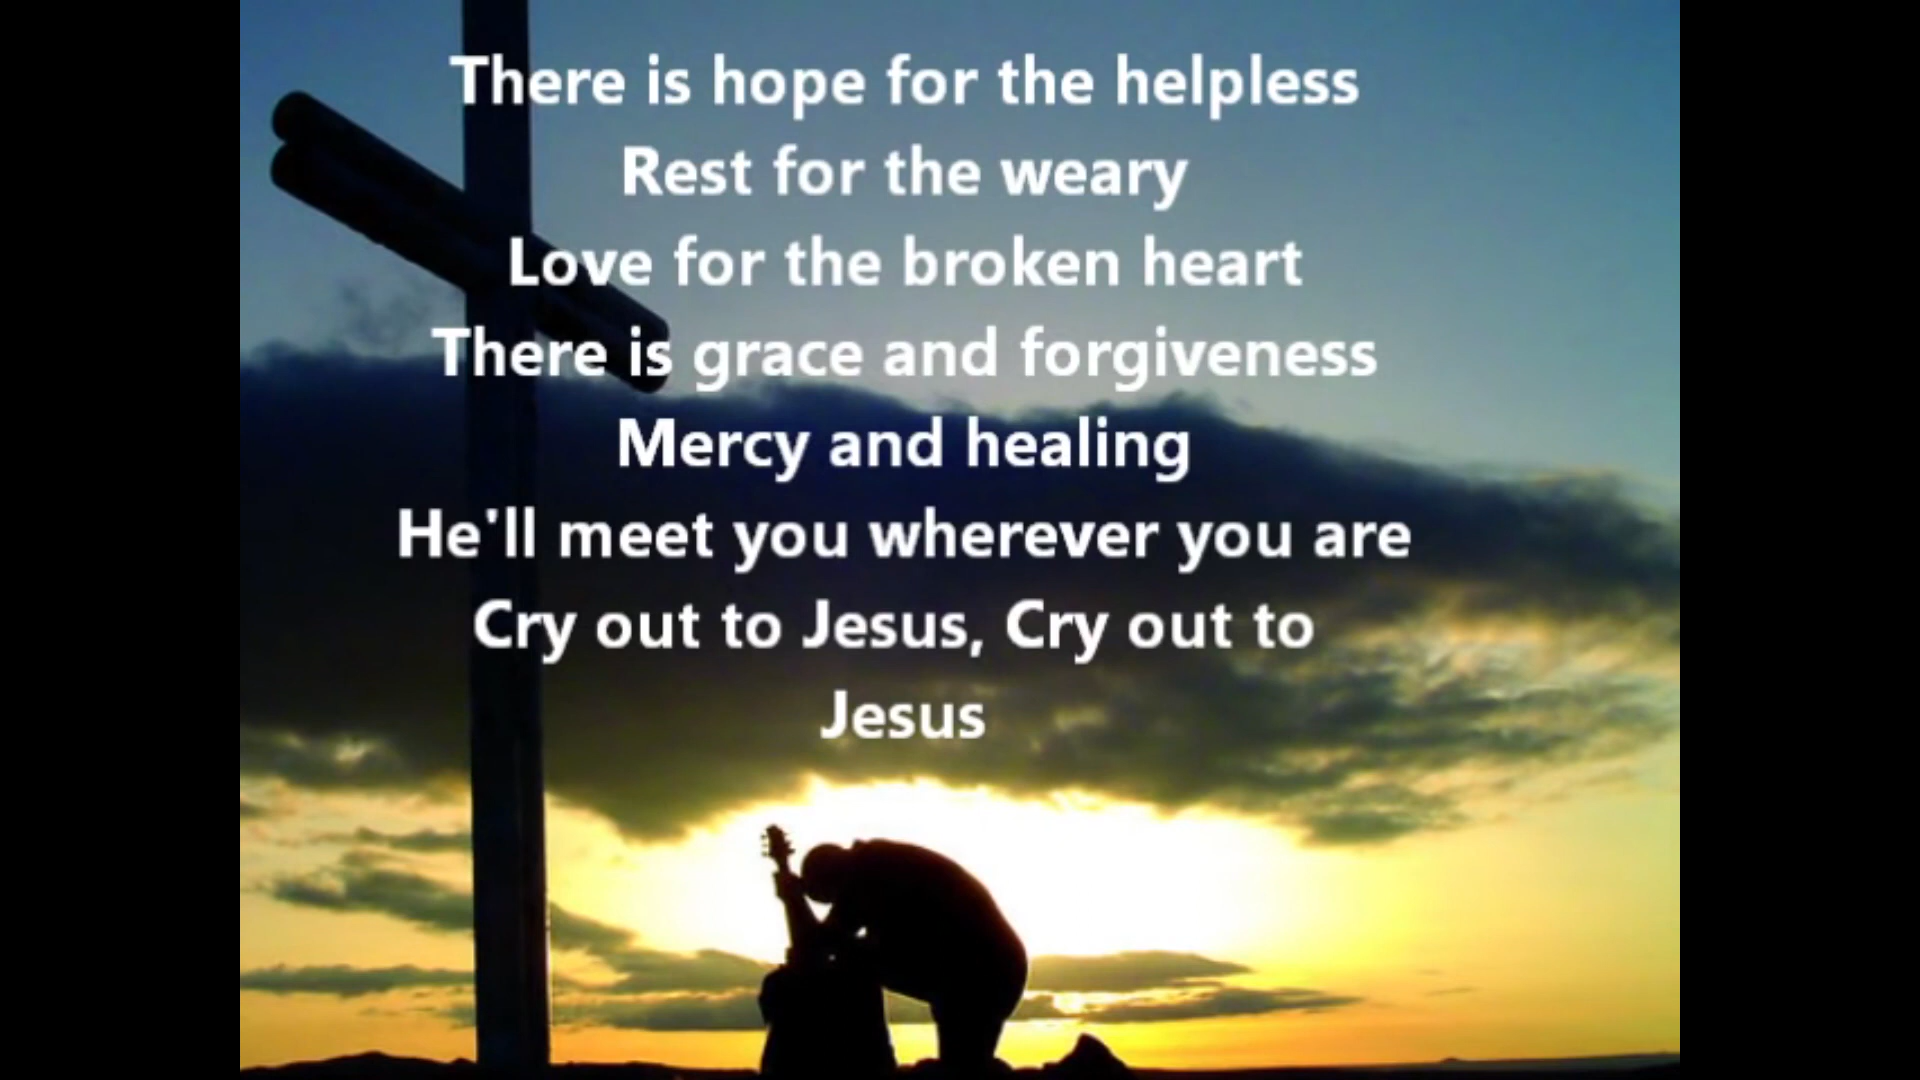 There is hope for the helpless
Rest for the weary
Love for the broken heart
There is grace and forgiveness
Mercy and healing
He'll meet you wherever you are
Cry out to Jesus, Cry out to
Jesus